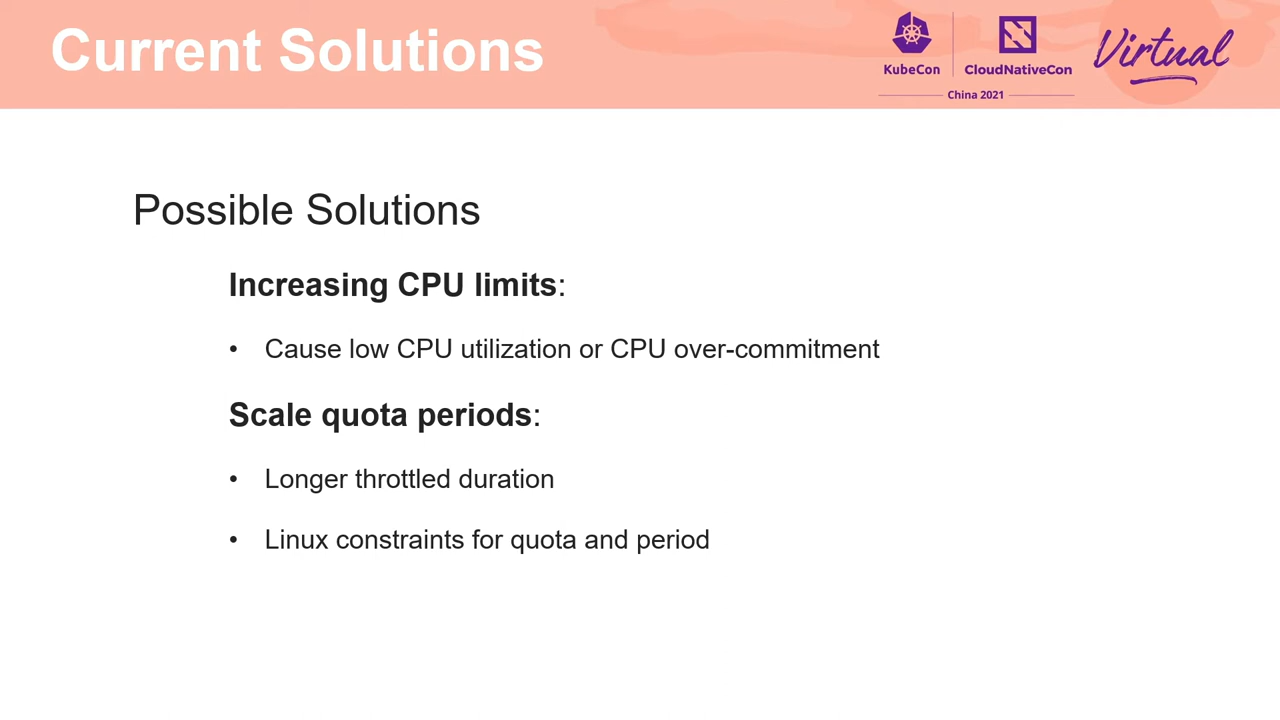 Current Solutions
KubeCon
CloudNativeCon
China 2021
Virtual
Possible Solutions
Increasing CPU limits:
• Cause low CPU utilization or CPU over-commitment
Scale quota periods:
• Longer throttled duration
• Linux constraints for quota and period